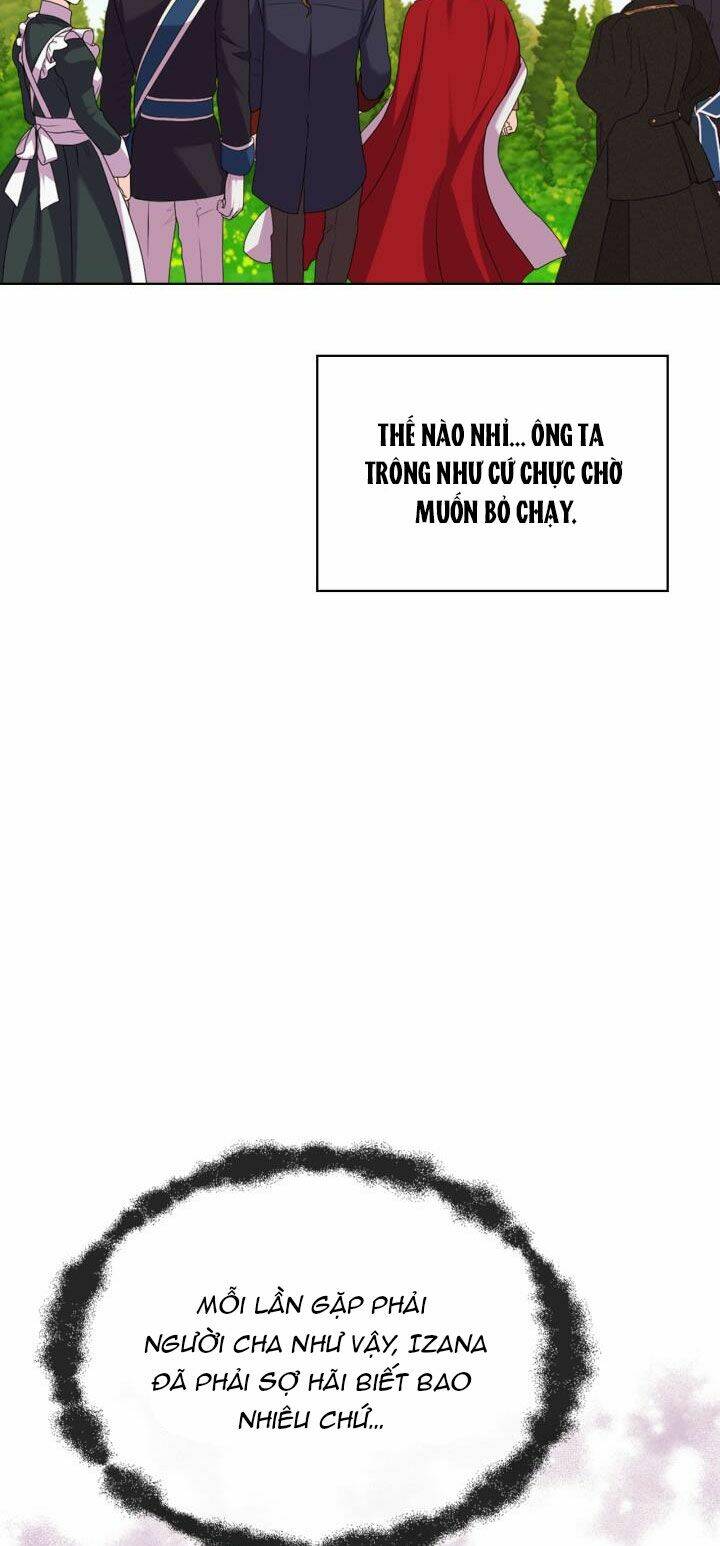 THẾ NÀO NHỈ... ÔNG TA
TRÔNG NHƯ CỨ CHỰC CHỜ
MUỐN BỎ CHẠY.
MỖI LẦN GẶP PHẢI
NGƯỜI CHA NHƯ VẬY, IZANA
ĐÃ PHẢI SỢ HÃI BIẾT BAO
NHIÊU CHỨ...